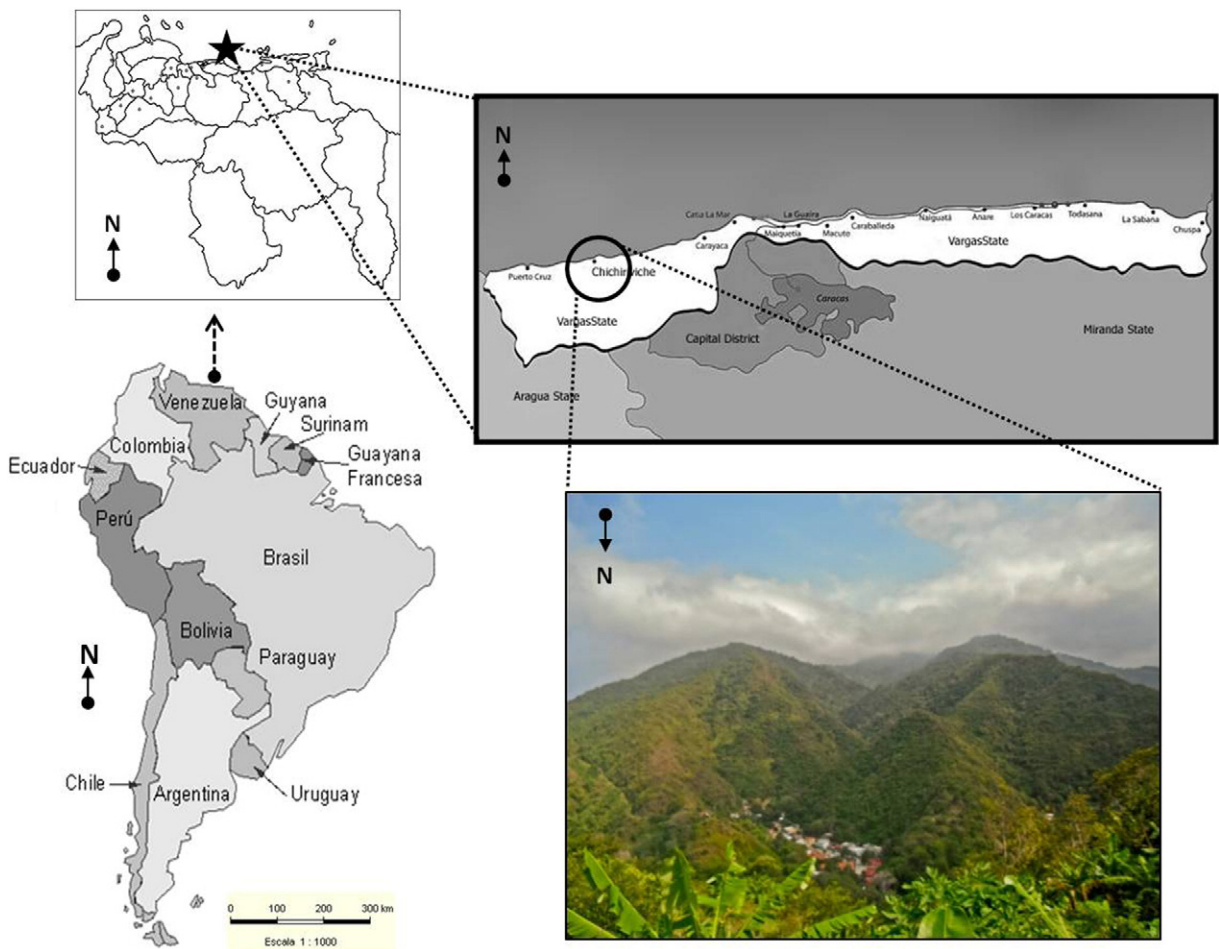 N
N
Catia La Mar
La Guaira
Naiguatá
Anare
Los Caracas
Todasana
La Sabana
Chuspa
Carayaca
Maiquetía
Macuto
Caraballeda
Puerto Cruz
Chichiriviche
VargasState
VargasState
Caracas
Capital District
Miranda State
Aragua State
Venezuela
Guyana
Surinam
Colombia
Guayana
Francesa
Ecuador
Perú
Brasil
Bolivia
Paraguay
N
Chile
Argentina
Uruguay
0 100 200 300 km
Escala 1 : 1000
N